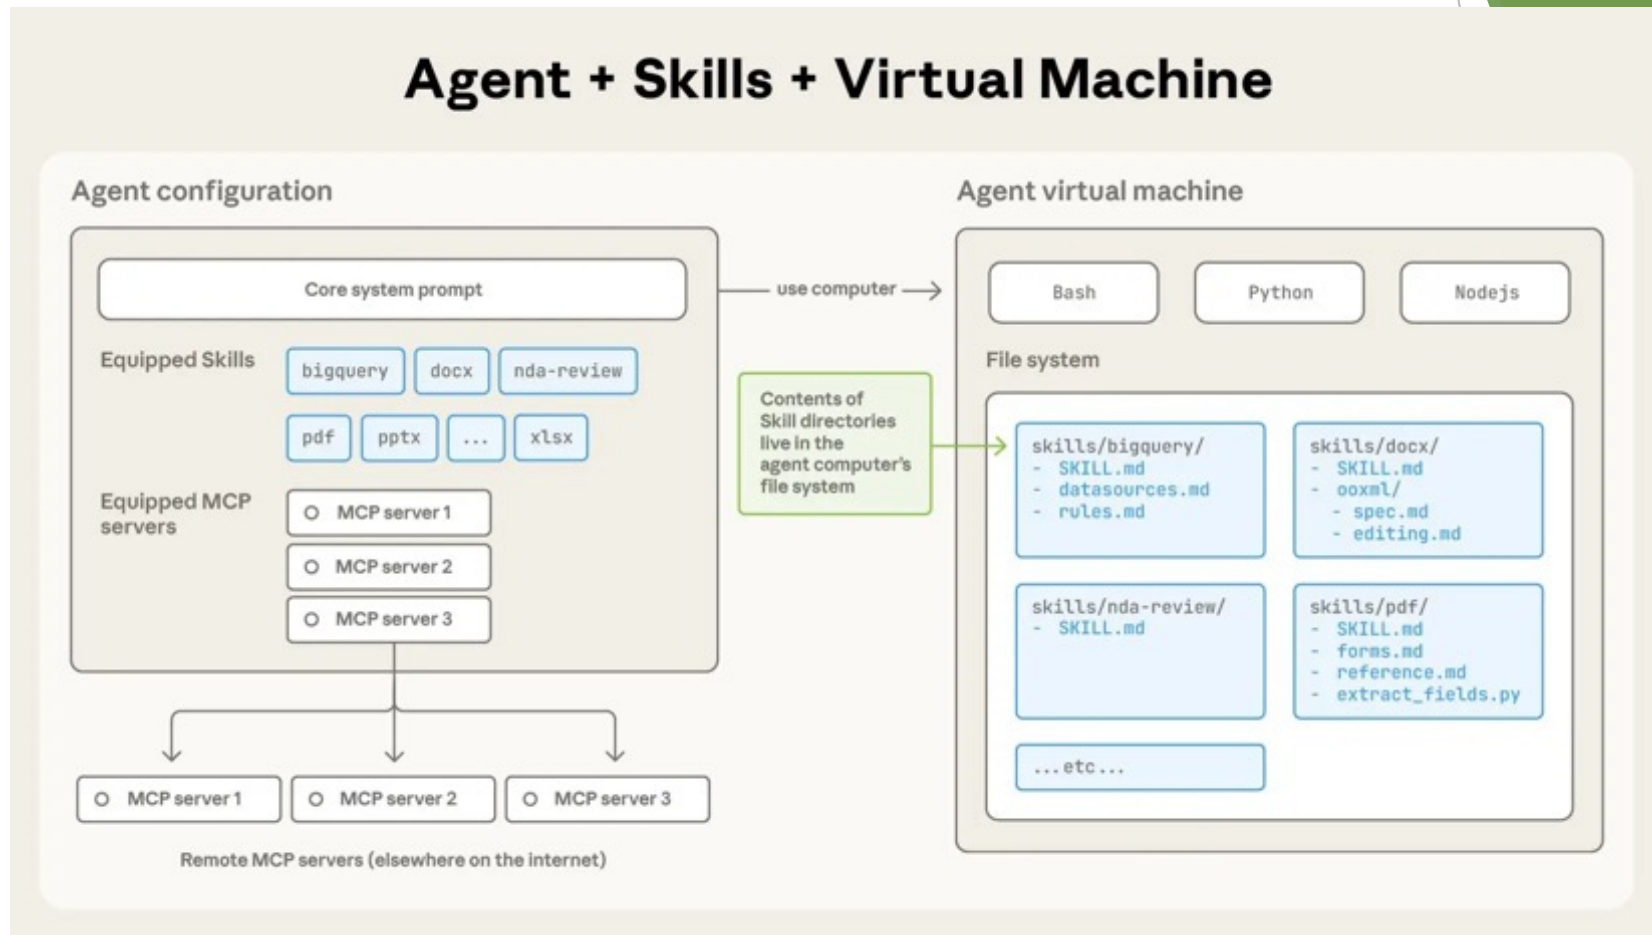 Agent + Skills + Virtual Machine
Agent configuration
Core system prompt
Equipped Skills
bigquery
docx
nda-review
pdf
pptx
...
xlsx
Equipped MCP
servers
MCP server 1
MCP server 2
MCP server 3
MCP server 1
MCP server 2
MCP server 3
Remote MCP servers (elsewhere on the internet)
use computer
Contents of
Skill directories
live in the
agent computer's
file system
Agent virtual machine
Bash
Python
Nodejs
File system
skills/bigquery/
- SKILL.md
- datasources.md
- rules.md
skills/docx/
- SKILL.md
- ooxml/
- spec.md
- editing.md
skills/nda-review/
- SKILL.md
skills/pdf/
- SKILL.md
- forms.md
- reference.md
- extract_fields.py
...etc...